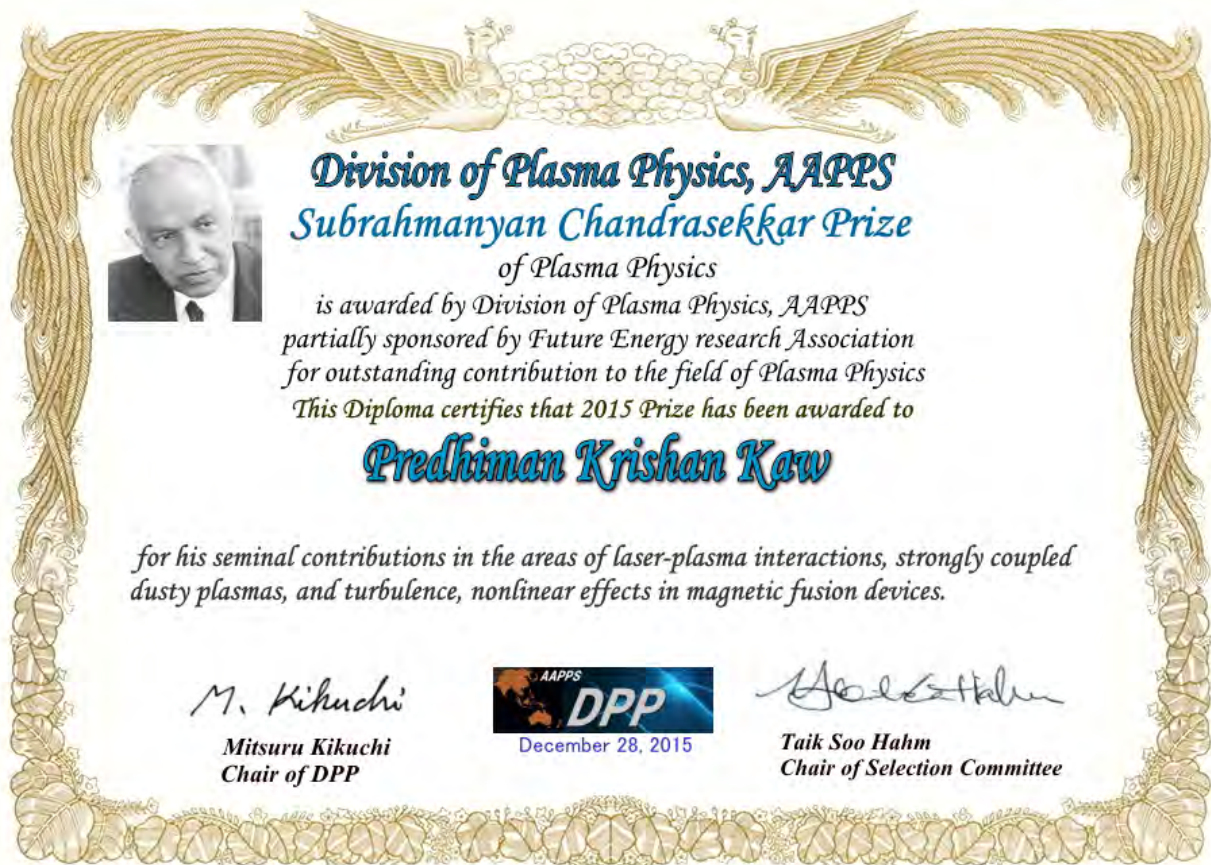 Division of Plasma Physics, AAPPS
Subrahmanyan Chandrasekkar Prize
of Plasma Physics
is awarded by Division of Plasma Physics, AAPPS
partially sponsored by Future Energy research Association
for outstanding contribution to the field of Plasma Physics
This Diploma certifies that 2015 Prize has been awarded to
Predhiman Krishan Kaw
for his seminal contributions in the areas of laser-plasma interactions, strongly coupled
dusty plasmas, and turbulence, nonlinear effects in magnetic fusion devices.
M. Kikuchi
Mitsuru Kikuchi
Chair of DPP
AAPPS
DPP
December 28, 2015
Taik Soo Hahm
Chair of Selection Committee